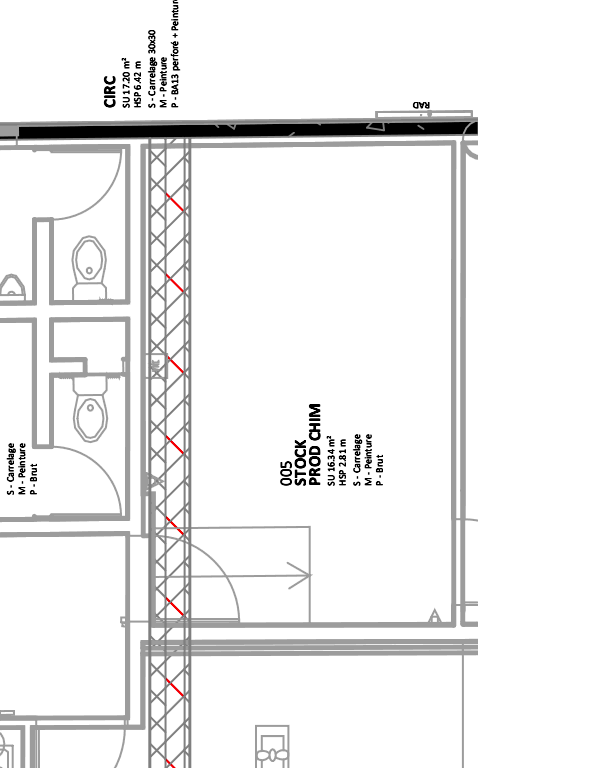 CIRC
SU 17.20 m²
HSP 6.42 m
S - Carrelage 30x30
M - Peinture
P - BA13 perforé + Peintur
RAD
005
STOCK
PROD CHIM
SU 16.34 m²
HSP 2.81 m
S - Carrelage
M - Peinture
P - Brut
S - Carrelage
M - Peinture
P - Brut